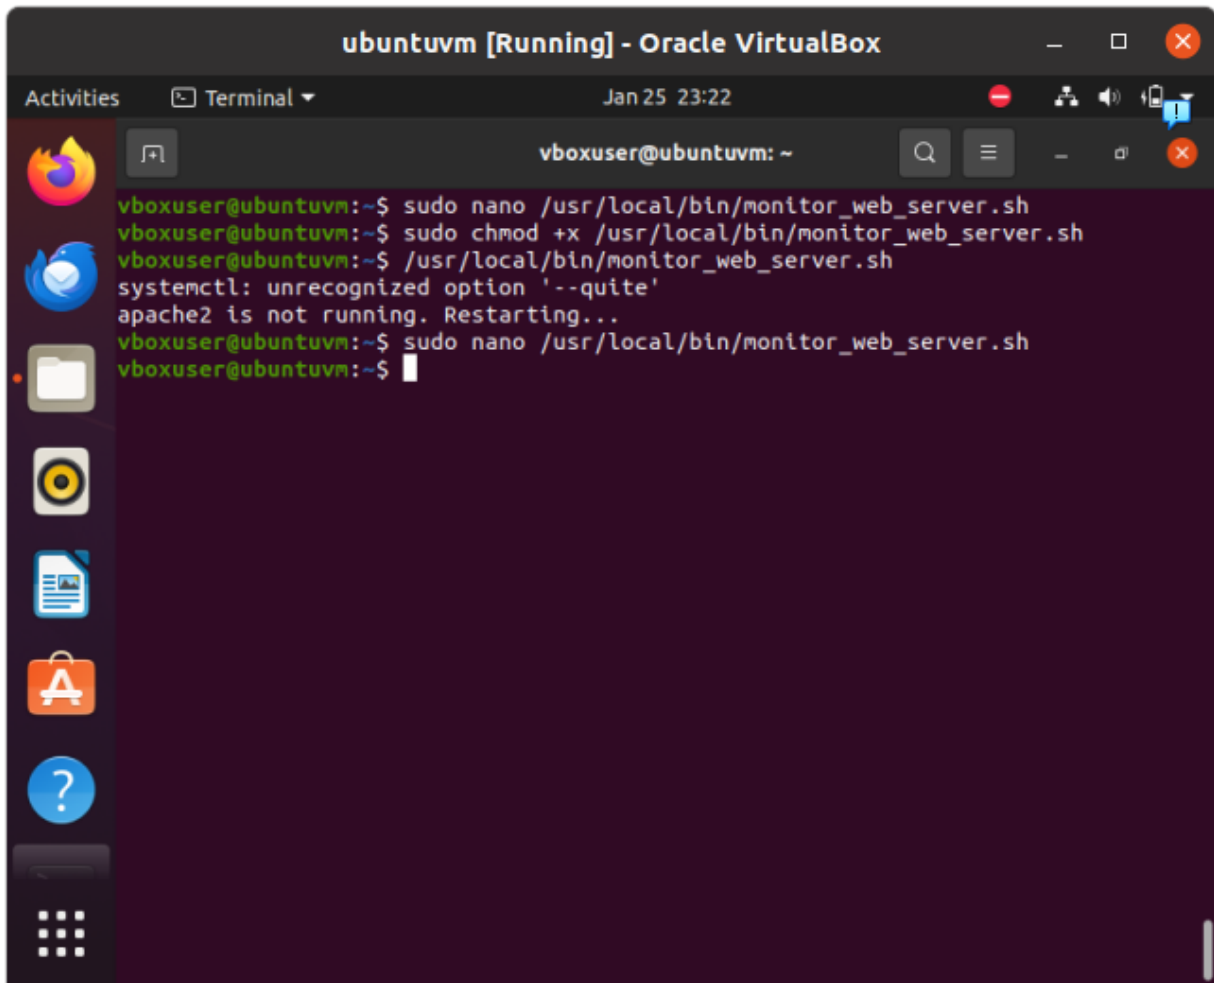 ubuntuvm [Running] - Oracle VirtualBox
Activities Terminal Jan 25 23:22
vboxuser@ubuntuvm: ~
vboxuser@ubuntuvm:~$ sudo nano /usr/local/bin/monitor_web_server.sh
vboxuser@ubuntuvm:~$ sudo chmod +x /usr/local/bin/monitor_web_server.sh
vboxuser@ubuntuvm:~$ /usr/local/bin/monitor_web_server.sh
systemctl: unrecognized option '--quite'
apache2 is not running. Restarting...
vboxuser@ubuntuvm:~$ sudo nano /usr/local/bin/monitor_web_server.sh
vboxuser@ubuntuvm:~$